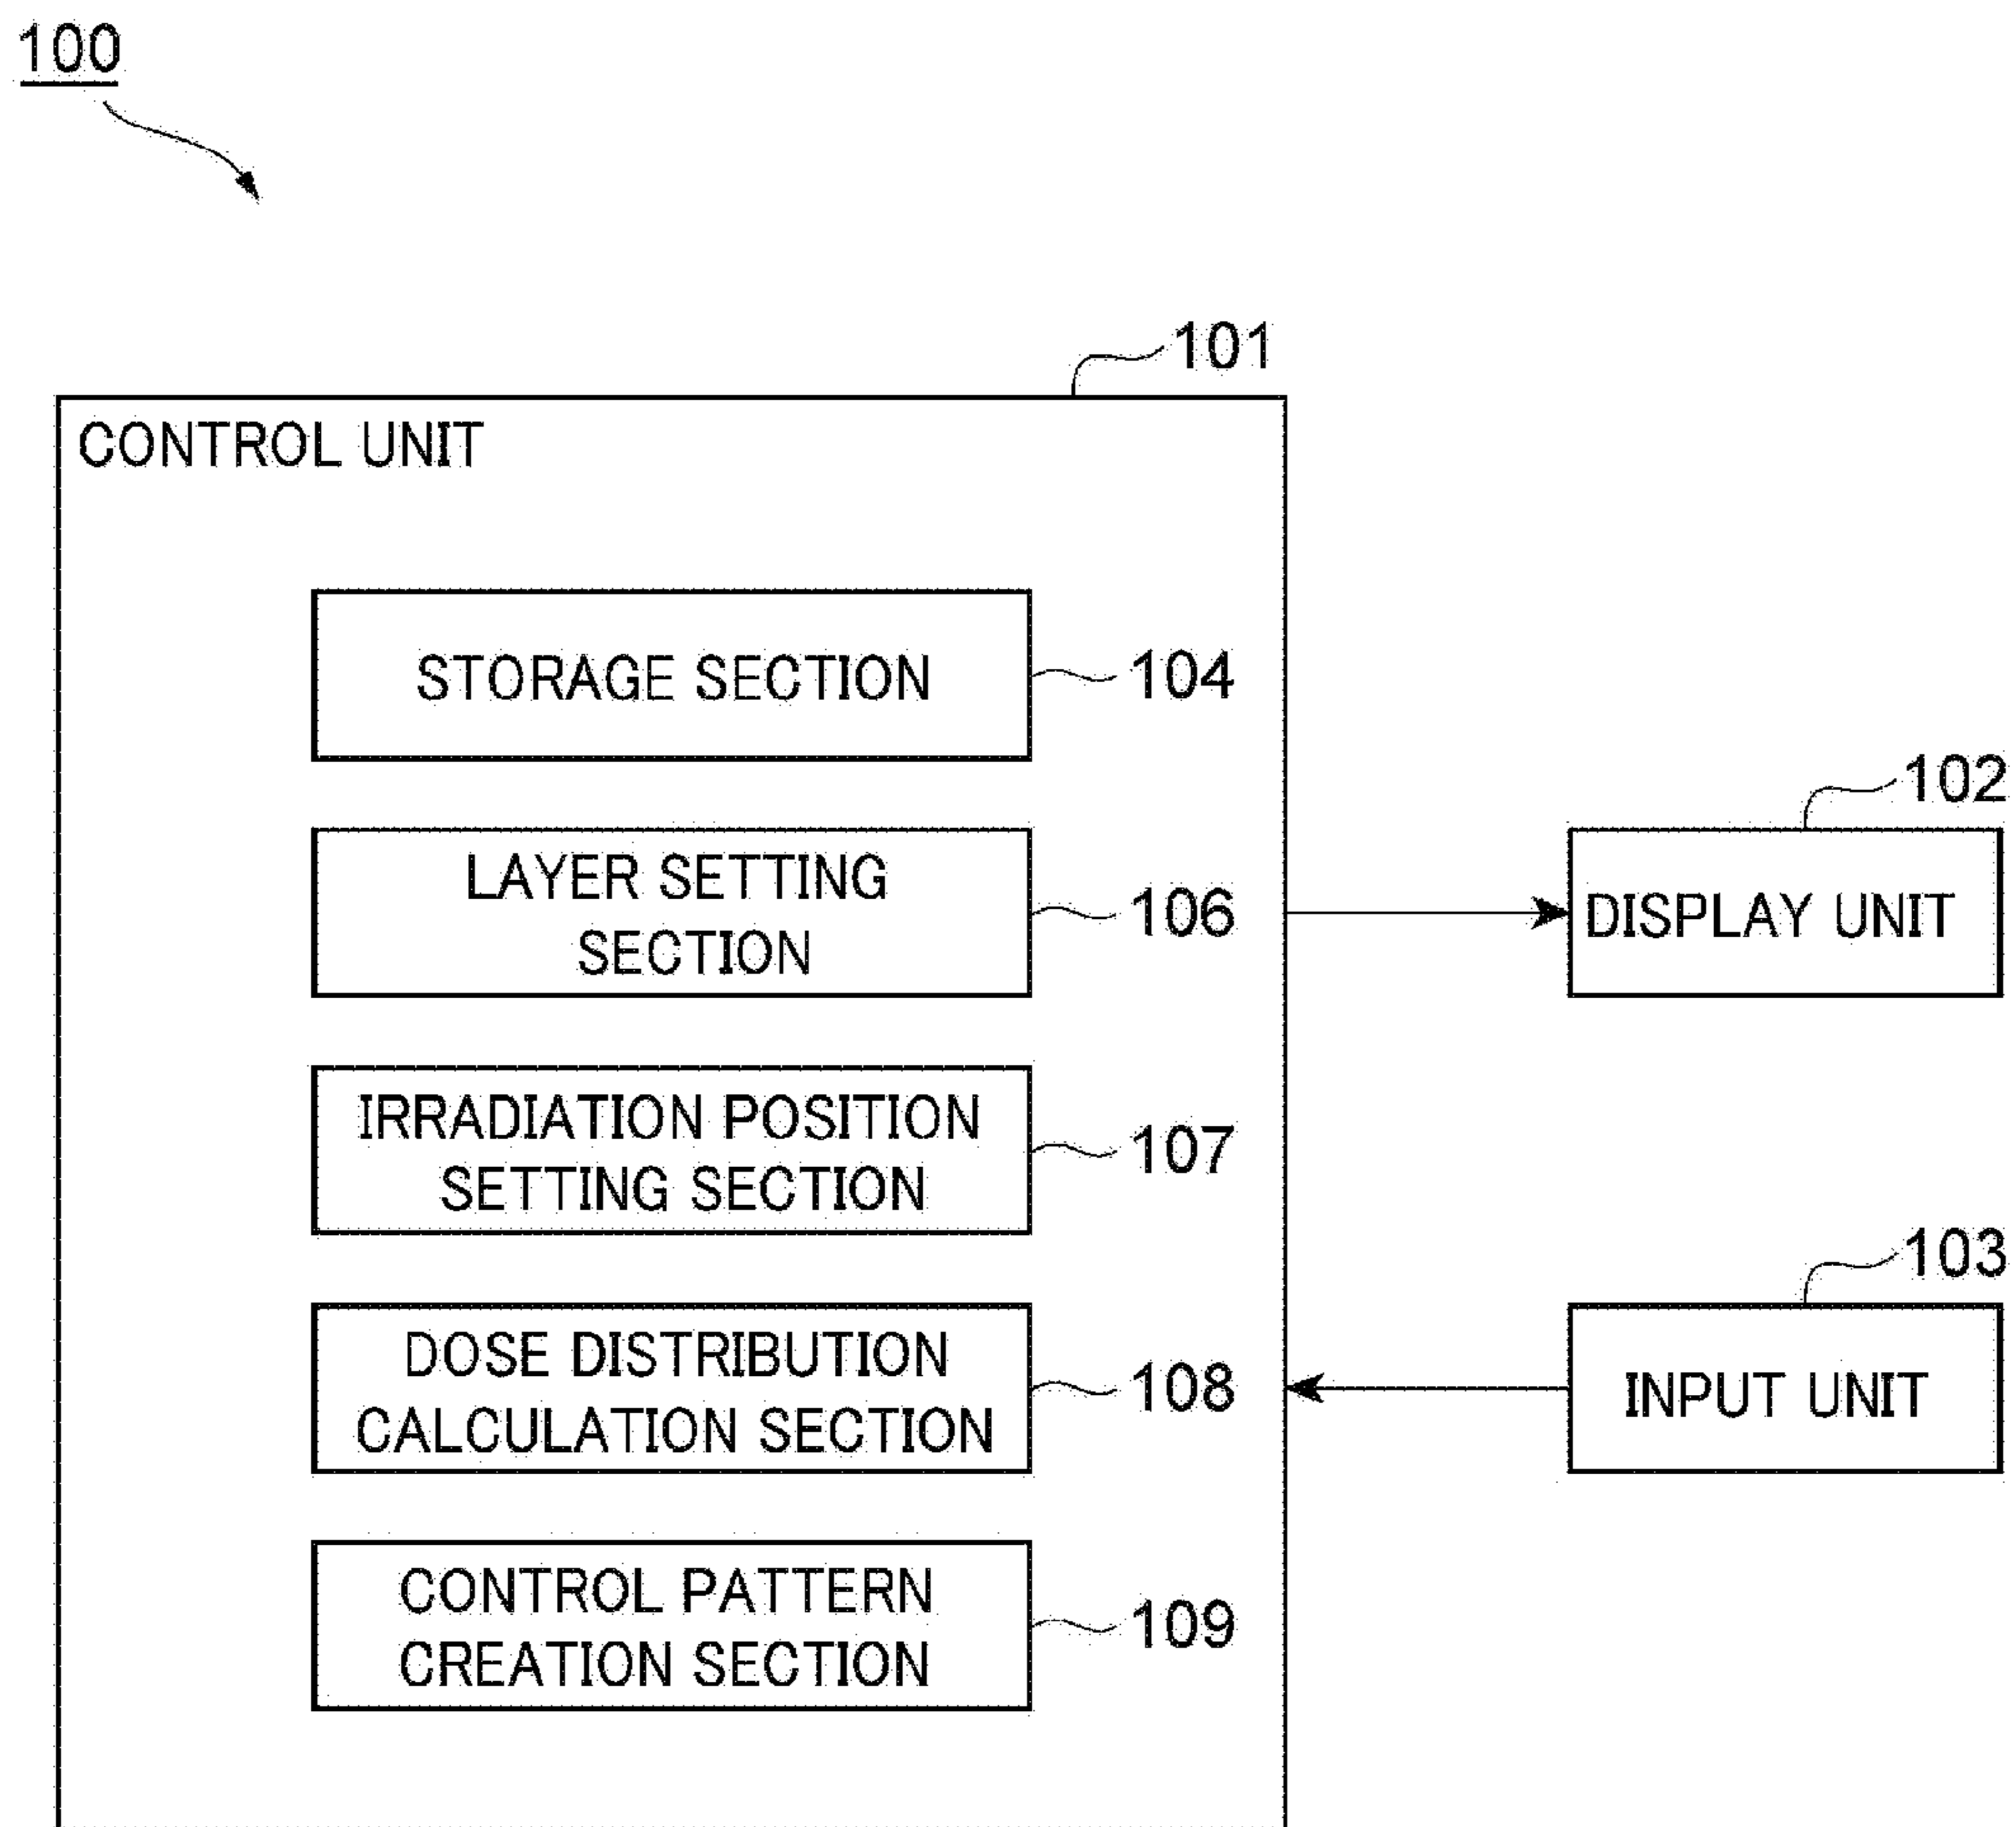 100
101
CONTROL UNIT
STORAGE SECTION
104
LAYER SETTING
SECTION
106
IRRADIATION POSITION
SETTING SECTION
107
DOSE DISTRIBUTION
CALCULATION SECTION
108
CONTROL PATTERN
CREATION SECTION
109
102
DISPLAY UNIT
103
INPUT UNIT